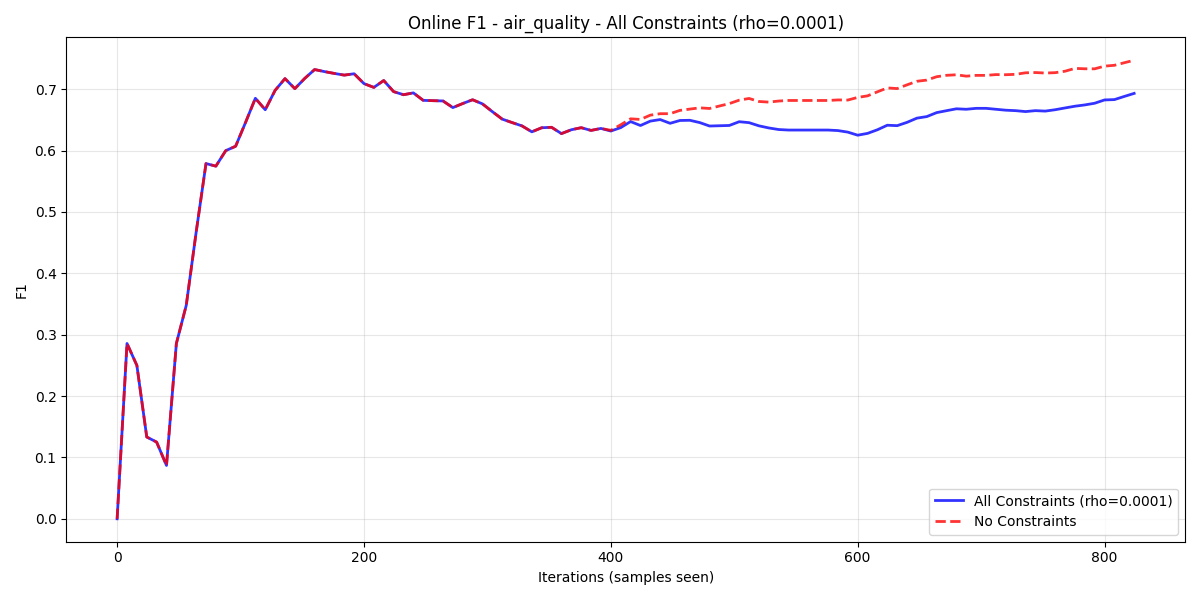 Online F1 - air_quality - All Constraints (rho=0.0001)
F1
0.7
0.6
0.5
0.4
0.3
0.2
0.1
0.0
0
200
400
600
800
Iterations (samples seen)
All Constraints (rho=0.0001)
No Constraints